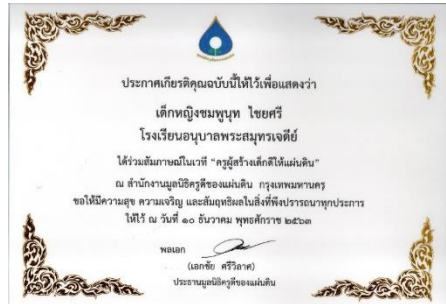 ประกาศเกียรติคุณฉบับนี้ให้ไว้เพื่อแสดงว่า
เด็กหญิงชมพูนุท ไชยศรี
โรงเรียนอนุบาลพระสมุทรเจดีย์
ได้ร่วมสัมภาษณ์ในเวที "ครูผู้สร้างเด็กดีให้แผ่นดิน"
ณ สำนักงานมูลนิธิครูดีของแผ่นดิน กรุงเทพมหานคร
ขอให้มีความสุข ความเจริญ และสัมฤทธิผลในสิ่งที่พึงปรารถนาทุกประการ
ให้ไว้ ณ วันที่ ๑๐ ธันวาคม พุทธศักราช ๒๕๖๓
พลเอก
(เอกชัย ศรีวิลาศ)
ประธานมูลนิธิครูดีของแผ่นดิน